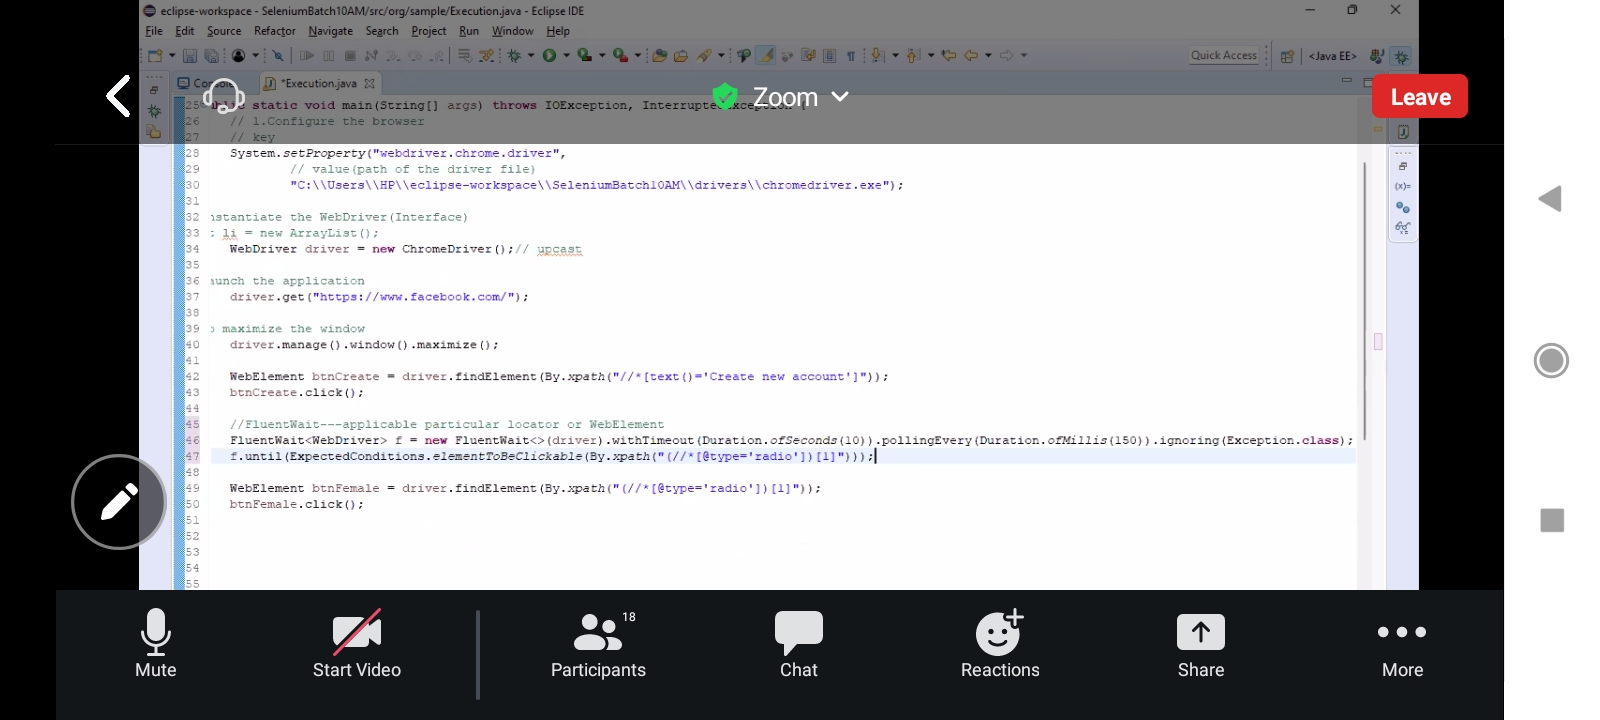 eclipse-workspace - SeleniumBatch10AM/src/org/sample/Execution.java - Eclipse IDE
File Edit Source Refactor Navigate Search Project Run Window Help
Quick Access <Java EE>
*Execution.java
Zoom
Leave
25 static void main(String[] args) throws IOException,
26 // 1.Configure the browser
27 // key
28 System.setProperty("webdriver.chrome.driver",
29 // value(path of the driver file)
30 "C:\\Users\\HP\\eclipse-workspace\\SeleniumBatch10AM\\drivers\\chromedriver.exe");
31
32 nstantiate the WebDriver(Interface)
33 : li = new ArrayList();
34 WebDriver driver = new ChromeDriver();// upcast
35
36 aunch the application
37 driver.get("https://www.facebook.com/");
38
39 o maximize the window
40 driver.manage().window().maximize();
41
42 WebElement btnCreate = driver.findElement(By.xpath("//*[text()='Create new account']"));
43 btnCreate.click();
44
45 //FluentWait---applicable particular locator or WebElement
46 FluentWait<WebDriver> f = new FluentWait<>(driver).withTimeout(Duration.ofSeconds(10)).pollingEvery(Duration.ofMillis(150)).ignoring(Exception.class);
47 f.until(ExpectedConditions.elementToBeClickable(By.xpath("(//*[@type='radio'])[1]")));
48
49 WebElement btnFemale = driver.findElement(By.xpath("(//*[@type='radio'])[1]"));
50 btnFemale.click();
51
52
53
54
55
18
Mute Start Video Participants Chat Reactions Share More